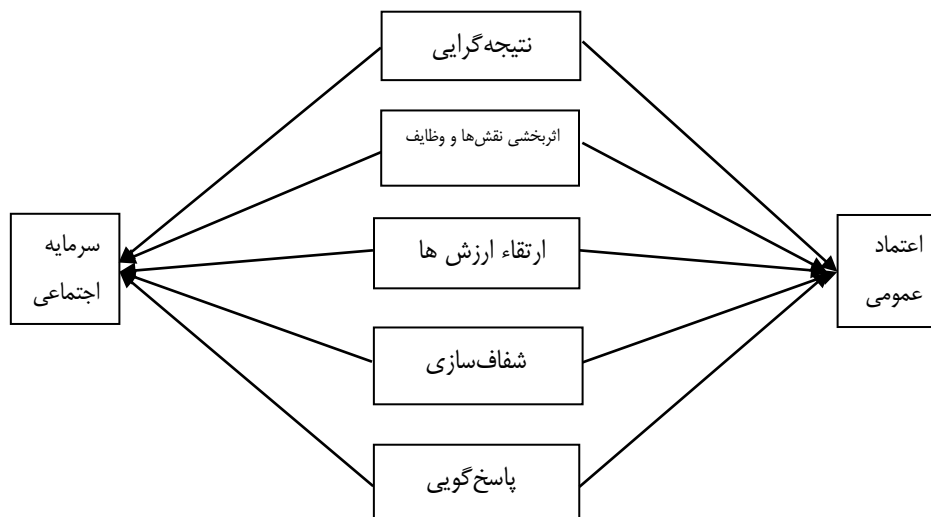 نتیجه‌گرایی
اثربخشی نقش‌ها و وظایف
اعتماد
عمومی
ارتقاء ارزش ها
سرمایه
اجتماعی
شفاف‌سازی
پاسخ‌گویی